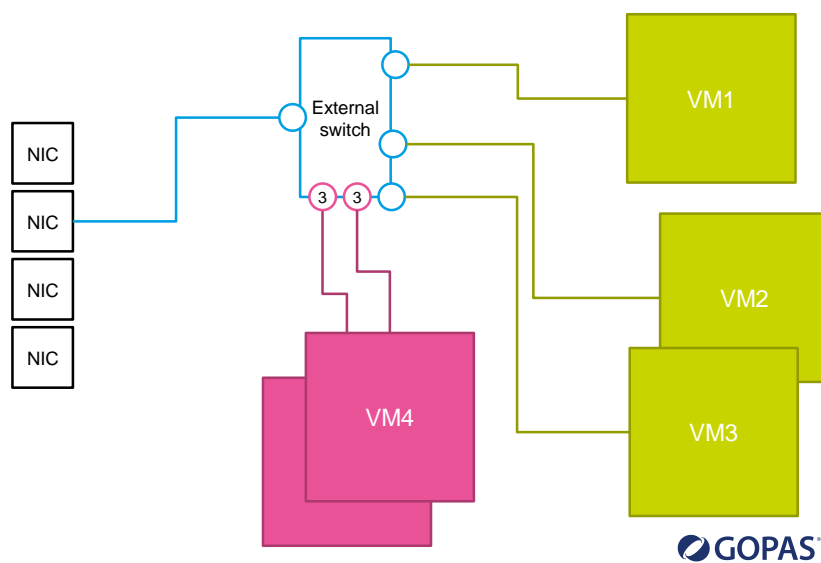 External
switch
VM1
NIC
NIC
NIC
NIC
3
3
VM2
VM4
VM3
GOPAS®